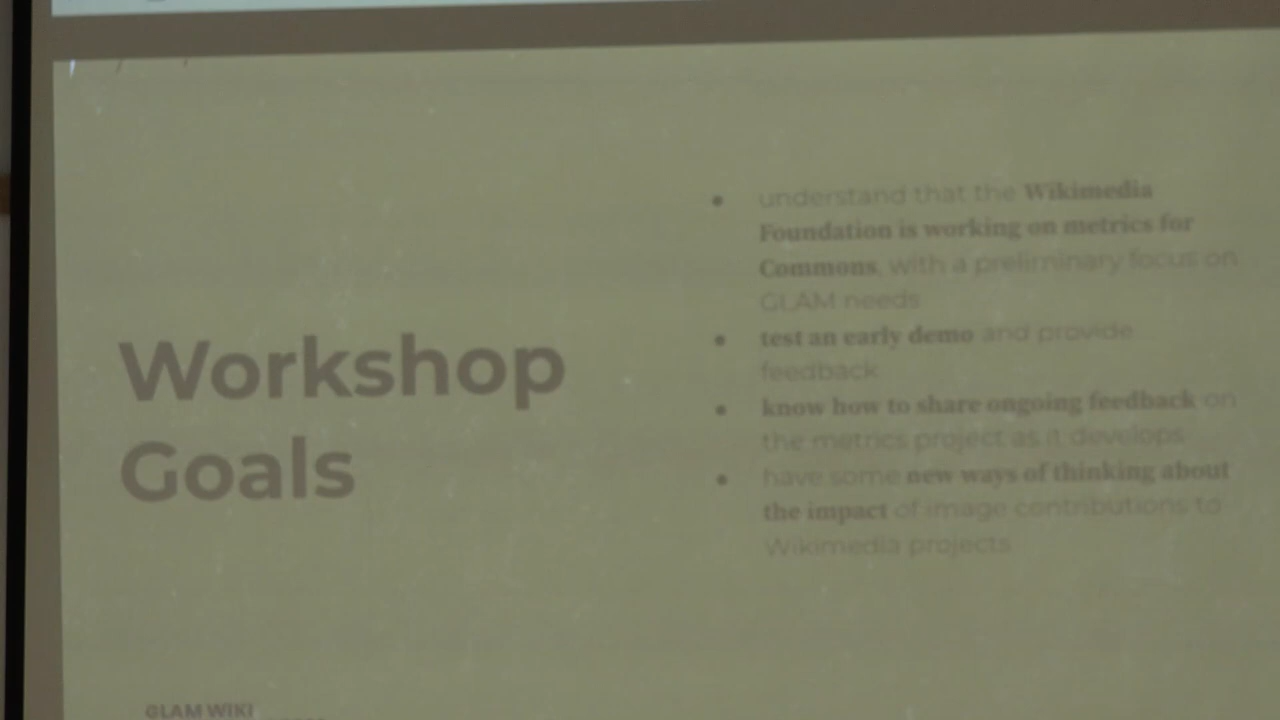 Workshop
Goals
• understand that the Wikimedia
Foundation is working on metrics for
Commons, with a preliminary focus on
GLAM needs
• test an early demo and provide
feedback
• know how to share ongoing feedback on
the metrics project as it develops
• have some new ways of thinking about
the impact of image contributions to
Wikimedia projects
GLAM WIKI